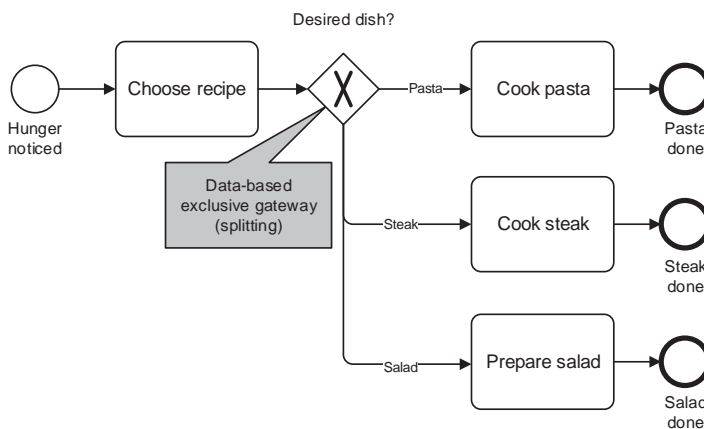 Desired dish?
Choose recipe
X
Pasta
Cook pasta
Hunger
noticed
Pasta
done
Data-based
exclusive gateway
(splitting)
Steak
Cook steak
Steak
done
Salad
Prepare salad
Salad
done